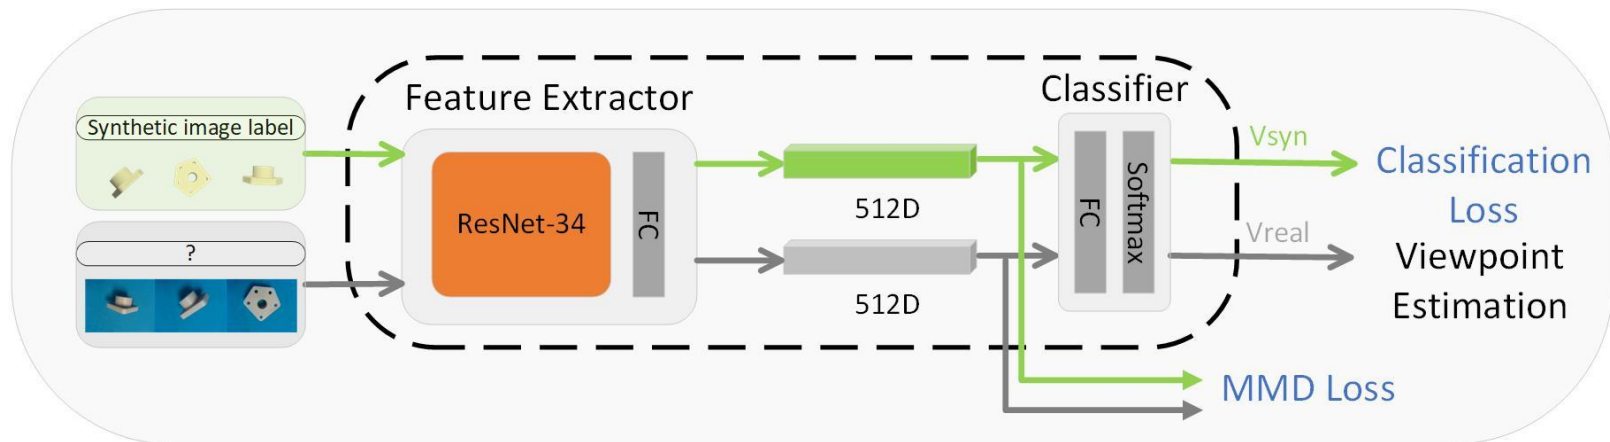 Feature Extractor
Classifier
Synthetic image label
?
ResNet-34
FC
512D
512D
FC
Softmax
Vsyn
Vreal
Classification
Loss
Viewpoint
Estimation
MMD Loss